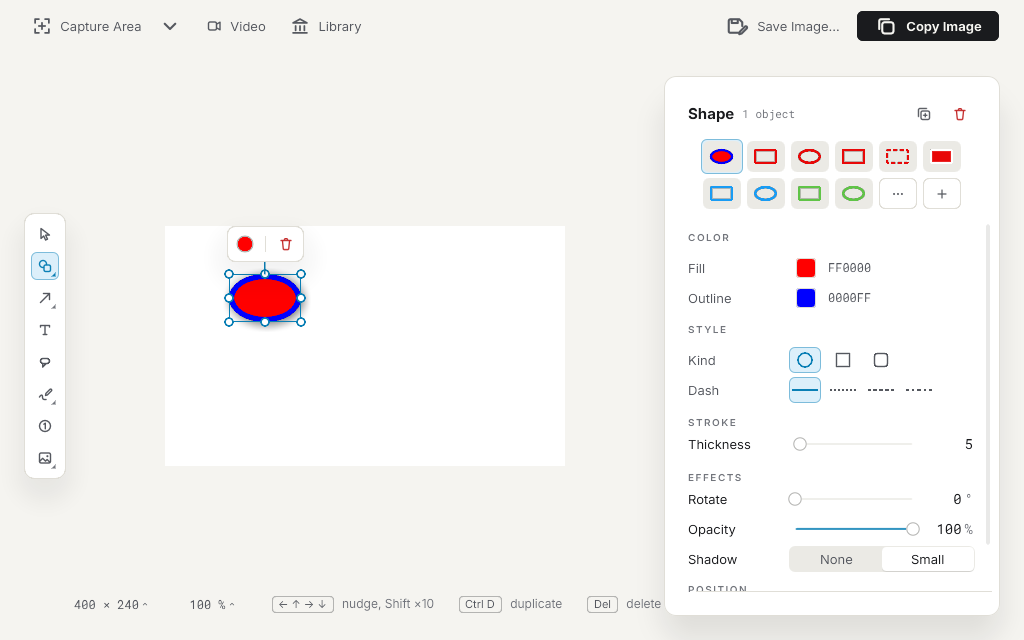 Capture Area
Video
Library
Save Image...
Copy Image
Shape 1 object
COLOR
Fill FF0000
Outline 0000FF
STYLE
Kind
Dash
STROKE
Thickness 5
EFFECTS
Rotate 0 °
Opacity 100 %
Shadow None Small
POSITION
400 × 240
100 %
← ↑ → ↓ nudge, Shift ×10
Ctrl D duplicate
Del delete